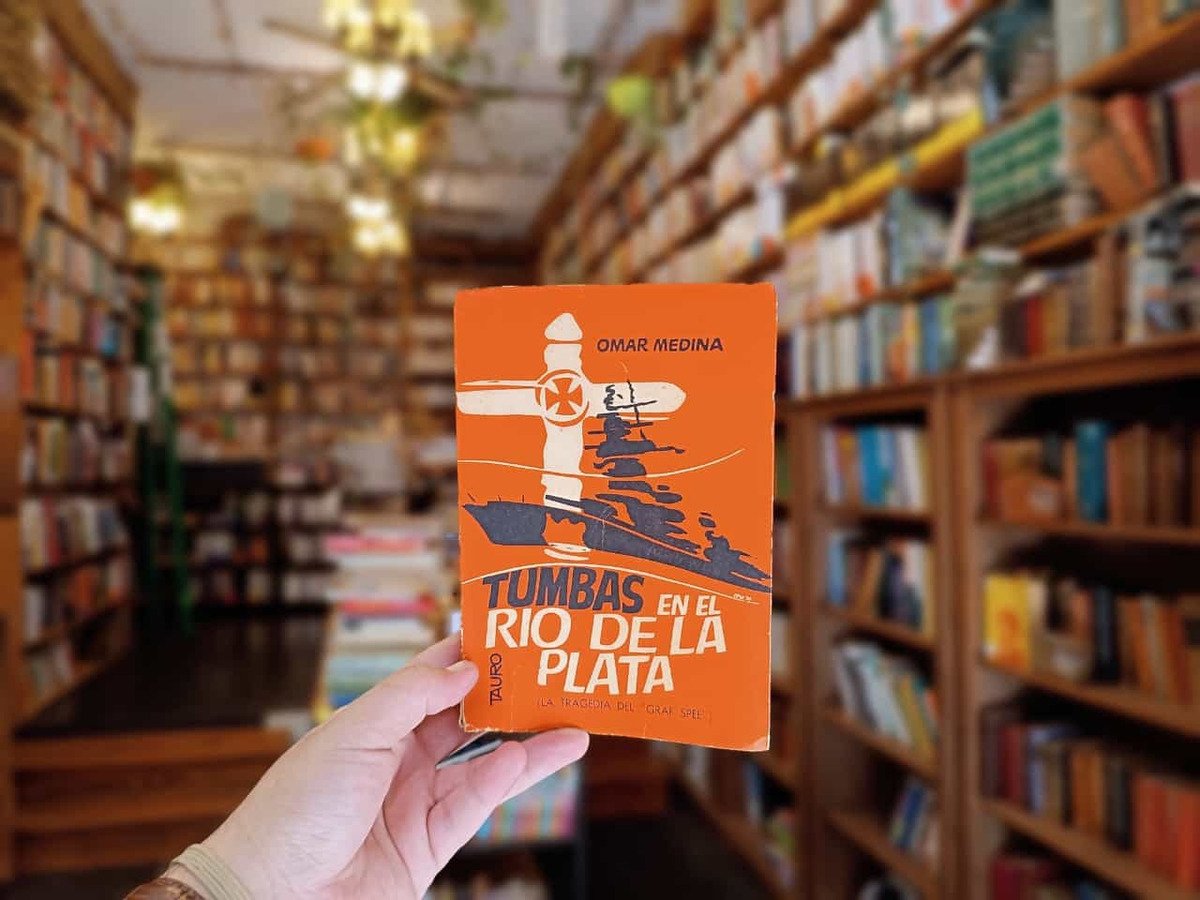 OMAR MEDINA
TUMBAS EN EL
RIO DE LA
PLATA
TAURO
(LA TRAGEDIA DEL "GRAF SPEE")